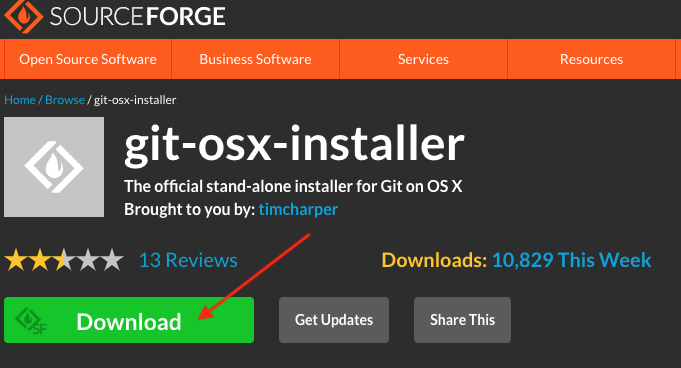 SOURCEFORGE
Open Source Software Business Software Services Resources
Home / Browse / git-osx-installer
git-osx-installer
The official stand-alone installer for Git on OS X
Brought to you by: timcharper
13 Reviews Downloads: 10,829 This Week
SF Download Get Updates Share This